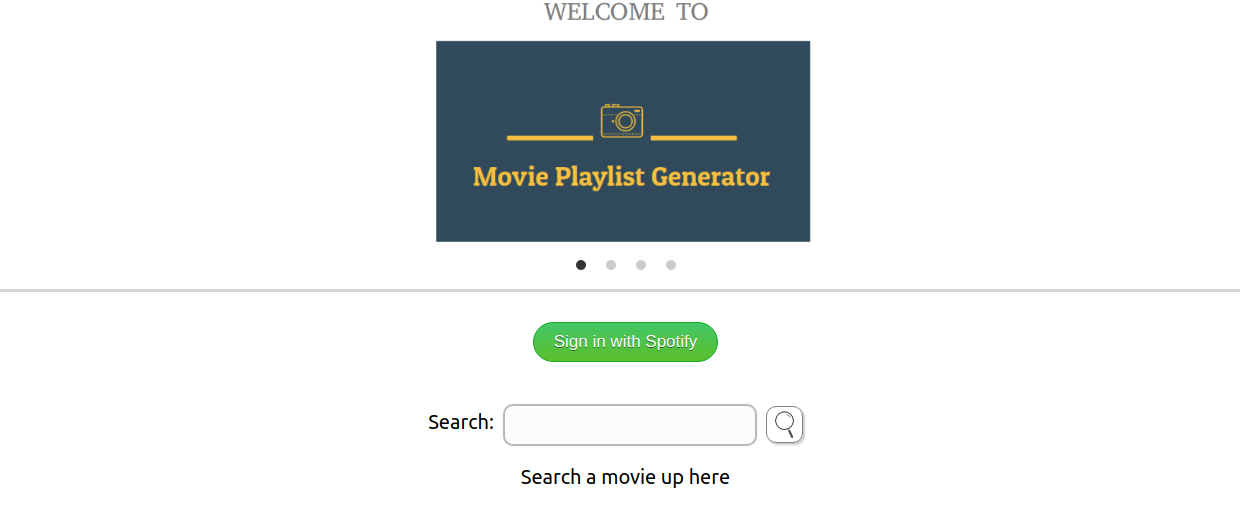 WELCOME TO
Movie Playlist Generator
Sign in with Spotify
Search:
Search a movie up here